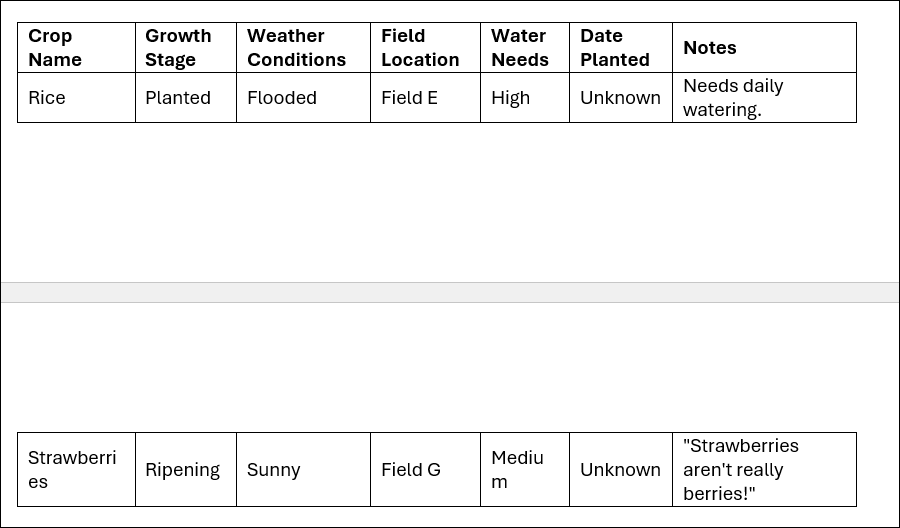 Crop Name | Growth Stage | Weather Conditions | Field Location | Water Needs | Date Planted | Notes
Rice | Planted | Flooded | Field E | High | Unknown | Needs daily watering.
Strawberries | Ripening | Sunny | Field G | Medium | Unknown | "Strawberries aren't really berries!"